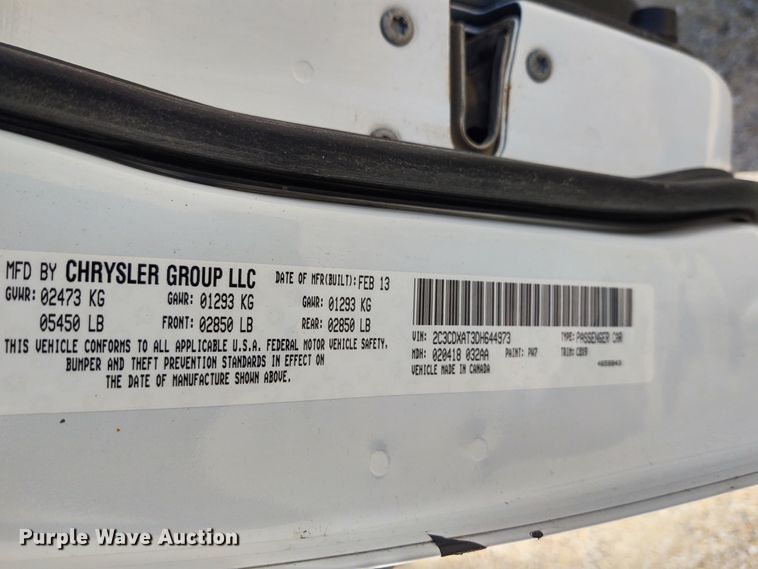 MFD BY CHRYSLER GROUP LLC DATE OF MFR(BUILT): FEB 13
GVWR: 02473 KG GAWR: 01293 KG GAWR: 01293 KG
05450 LB FRONT: 02850 LB REAR: 02850 LB
THIS VEHICLE CONFORMS TO ALL APPLICABLE U.S.A. FEDERAL MOTOR VEHICLE SAFETY,
BUMPER AND THEFT PREVENTION STANDARDS IN EFFECT ON
THE DATE OF MANUFACTURE SHOWN ABOVE.
VIN: 2C3CDXAT3DH644973 TYPE: PASSENGER CAR
MDH: 020418 032AA PAINT: PW7 TRIM:
VEHICLE MADE IN CANADA
Purple Wave Auction